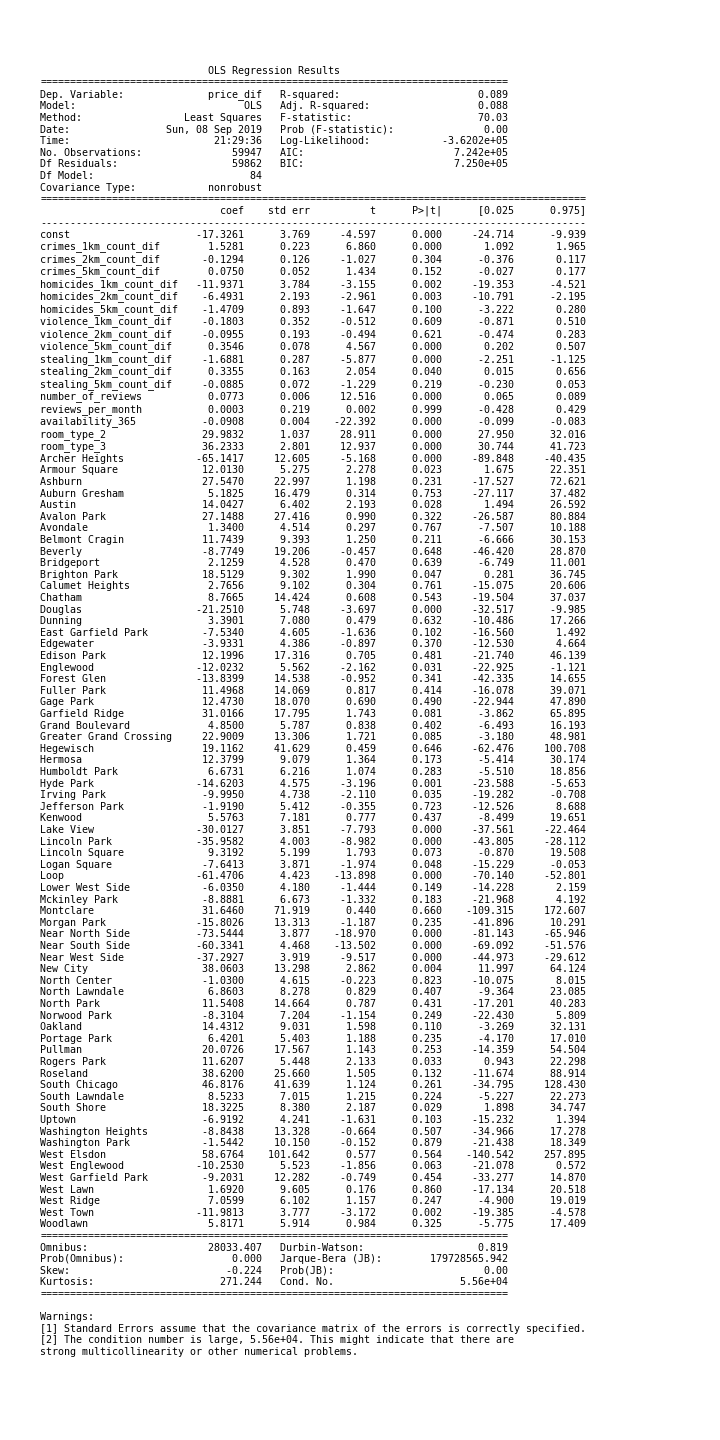 OLS Regression Results
==============================================================================
Dep. Variable: price_dif R-squared: 0.089
Model: OLS Adj. R-squared: 0.088
Method: Least Squares F-statistic: 70.03
Date: Sun, 08 Sep 2019 Prob (F-statistic): 0.00
Time: 21:29:36 Log-Likelihood: -3.6202e+05
No. Observations: 59947 AIC: 7.242e+05
Df Residuals: 59862 BIC: 7.250e+05
Df Model: 84
Covariance Type: nonrobust
===========================================================================================
coef std err t P>|t| [0.025 0.975]
-------------------------------------------------------------------------------------------
const -17.3261 3.769 -4.597 0.000 -24.714 -9.939
crimes_1km_count_dif 1.5281 0.223 6.860 0.000 1.092 1.965
crimes_2km_count_dif -0.1294 0.126 -1.027 0.304 -0.376 0.117
crimes_5km_count_dif 0.0750 0.052 1.434 0.152 -0.027 0.177
homicides_1km_count_dif -11.9371 3.784 -3.155 0.002 -19.353 -4.521
homicides_2km_count_dif -6.4931 2.193 -2.961 0.003 -10.791 -2.195
homicides_5km_count_dif -1.4709 0.893 -1.647 0.100 -3.222 0.280
violence_1km_count_dif -0.1803 0.352 -0.512 0.609 -0.871 0.510
violence_2km_count_dif -0.0955 0.193 -0.494 0.621 -0.474 0.283
violence_5km_count_dif 0.3546 0.078 4.567 0.000 0.202 0.507
stealing_1km_count_dif -1.6881 0.287 -5.877 0.000 -2.251 -1.125
stealing_2km_count_dif 0.3355 0.163 2.054 0.040 0.015 0.656
stealing_5km_count_dif -0.0885 0.072 -1.229 0.219 -0.230 0.053
number_of_reviews 0.0773 0.006 12.516 0.000 0.065 0.089
reviews_per_month 0.0003 0.219 0.002 0.999 -0.428 0.429
availability_365 -0.0908 0.004 -22.392 0.000 -0.099 -0.083
room_type_2 29.9832 1.037 28.911 0.000 27.950 32.016
room_type_3 36.2333 2.801 12.937 0.000 30.744 41.723
Archer Heights -65.1417 12.605 -5.168 0.000 -89.848 -40.435
Armour Square 12.0130 5.275 2.278 0.023 1.675 22.351
Ashburn 27.5470 22.997 1.198 0.231 -17.527 72.621
Auburn Gresham 5.1825 16.479 0.314 0.753 -27.117 37.482
Austin 14.0427 6.402 2.193 0.028 1.494 26.592
Avalon Park 27.1488 27.416 0.990 0.322 -26.587 80.884
Avondale 1.3400 4.514 0.297 0.767 -7.507 10.188
Belmont Cragin 11.7439 9.393 1.250 0.211 -6.666 30.153
Beverly -8.7749 19.206 -0.457 0.648 -46.420 28.870
Bridgeport 2.1259 4.528 0.470 0.639 -6.749 11.001
Brighton Park 18.5129 9.302 1.990 0.047 0.281 36.745
Calumet Heights 2.7656 9.102 0.304 0.761 -15.075 20.606
Chatham 8.7665 14.424 0.608 0.543 -19.504 37.037
Douglas -21.2510 5.748 -3.697 0.000 -32.517 -9.985
Dunning 3.3901 7.080 0.479 0.632 -10.486 17.266
East Garfield Park -7.5340 4.605 -1.636 0.102 -16.560 1.492
Edgewater -3.9331 4.386 -0.897 0.370 -12.530 4.664
Edison Park 12.1996 17.316 0.705 0.481 -21.740 46.139
Englewood -12.0232 5.562 -2.162 0.031 -22.925 -1.121
Forest Glen -13.8399 14.538 -0.952 0.341 -42.335 14.655
Fuller Park 11.4968 14.069 0.817 0.414 -16.078 39.071
Gage Park 12.4730 18.070 0.690 0.490 -22.944 47.890
Garfield Ridge 31.0166 17.795 1.743 0.081 -3.862 65.895
Grand Boulevard 4.8500 5.787 0.838 0.402 -6.493 16.193
Greater Grand Crossing 22.9009 13.306 1.721 0.085 -3.180 48.981
Hegewisch 19.1162 41.629 0.459 0.646 -62.476 100.708
Hermosa 12.3799 9.079 1.364 0.173 -5.414 30.174
Humboldt Park 6.6731 6.216 1.074 0.283 -5.510 18.856
Hyde Park -14.6203 4.575 -3.196 0.001 -23.588 -5.653
Irving Park -9.9950 4.738 -2.110 0.035 -19.282 -0.708
Jefferson Park -1.9190 5.412 -0.355 0.723 -12.526 8.688
Kenwood 5.5763 7.181 0.777 0.437 -8.499 19.651
Lake View -30.0127 3.851 -7.793 0.000 -37.561 -22.464
Lincoln Park -35.9582 4.003 -8.982 0.000 -43.805 -28.112
Lincoln Square 9.3192 5.199 1.793 0.073 -0.870 19.508
Logan Square -7.6413 3.871 -1.974 0.048 -15.229 -0.053
Loop -61.4706 4.423 -13.898 0.000 -70.140 -52.801
Lower West Side -6.0350 4.180 -1.444 0.149 -14.228 2.159
Mckinley Park -8.8881 6.673 -1.332 0.183 -21.968 4.192
Montclare 31.6460 71.919 0.440 0.660 -109.315 172.607
Morgan Park -15.8026 13.313 -1.187 0.235 -41.896 10.291
Near North Side -73.5444 3.877 -18.970 0.000 -81.143 -65.946
Near South Side -60.3341 4.468 -13.502 0.000 -69.092 -51.576
Near West Side -37.2927 3.919 -9.517 0.000 -44.973 -29.612
New City 38.0603 13.298 2.862 0.004 11.997 64.124
North Center -1.0300 4.615 -0.223 0.823 -10.075 8.015
North Lawndale 6.8603 8.278 0.829 0.407 -9.364 23.085
North Park 11.5408 14.664 0.787 0.431 -17.201 40.283
Norwood Park -8.3104 7.204 -1.154 0.249 -22.430 5.809
Oakland 14.4312 9.031 1.598 0.110 -3.269 32.131
Portage Park 6.4201 5.403 1.188 0.235 -4.170 17.010
Pullman 20.0726 17.567 1.143 0.253 -14.359 54.504
Rogers Park 11.6207 5.448 2.133 0.033 0.943 22.298
Roseland 38.6200 25.660 1.505 0.132 -11.674 88.914
South Chicago 46.8176 41.639 1.124 0.261 -34.795 128.430
South Lawndale 8.5233 7.015 1.215 0.224 -5.227 22.273
South Shore 18.3225 8.380 2.187 0.029 1.898 34.747
Uptown -6.9192 4.241 -1.631 0.103 -15.232 1.394
Washington Heights -8.8438 13.328 -0.664 0.507 -34.966 17.278
Washington Park -1.5442 10.150 -0.152 0.879 -21.438 18.349
West Elsdon 58.6764 101.642 0.577 0.564 -140.542 257.895
West Englewood -10.2530 5.523 -1.856 0.063 -21.078 0.572
West Garfield Park -9.2031 12.282 -0.749 0.454 -33.277 14.870
West Lawn 1.6920 9.605 0.176 0.860 -17.134 20.518
West Ridge 7.0599 6.102 1.157 0.247 -4.900 19.019
West Town -11.9813 3.777 -3.172 0.002 -19.385 -4.578
Woodlawn 5.8171 5.914 0.984 0.325 -5.775 17.409
==============================================================================
Omnibus: 28033.407 Durbin-Watson: 0.819
Prob(Omnibus): 0.000 Jarque-Bera (JB): 179728565.942
Skew: -0.224 Prob(JB): 0.00
Kurtosis: 271.244 Cond. No. 5.56e+04
==============================================================================
Warnings:
[1] Standard Errors assume that the covariance matrix of the errors is correctly specified.
[2] The condition number is large, 5.56e+04. This might indicate that there are
strong multicollinearity or other numerical problems.